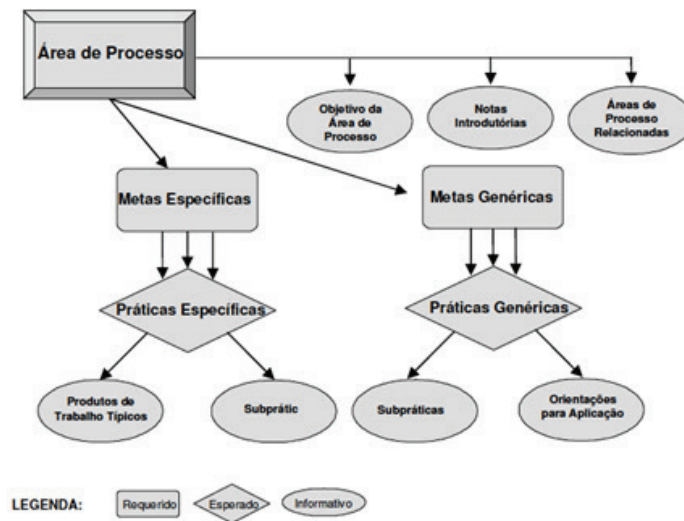 Área de Processo
Objetivo da
Área de
Processo
Notas
Introdutórias
Áreas de
Processo
Relacionadas
Metas Específicas
Metas Genéricas
Práticas Específicas
Práticas Genéricas
Produtos de
Trabalho Típicos
Subprátic
Subpráticas
Orientações
para Aplicação
LEGENDA:
Requerido
Esperado
Informativo